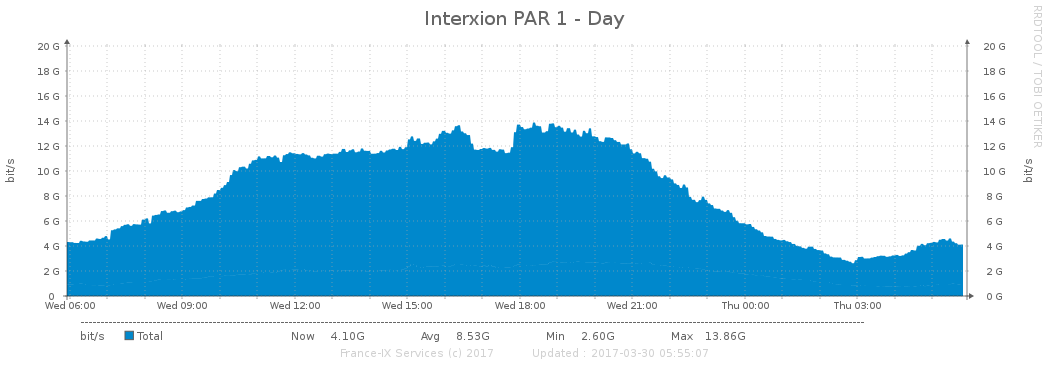 Interxion PAR 1 - Day
RRDTOOL / TOBI OETIKER
bit/s
20 G 20 G
18 G 18 G
16 G 16 G
14 G 14 G
12 G 12 G
10 G 10 G
8 G 8 G
6 G 6 G
4 G 4 G
2 G 2 G
0 0 G
bit/s
Wed 06:00 Wed 09:00 Wed 12:00 Wed 15:00 Wed 18:00 Wed 21:00 Thu 00:00 Thu 03:00
bit/s Total Now 4.10G Avg 8.53G Min 2.60G Max 13.86G
France-IX Services (c) 2017 Updated : 2017-03-30 05:55:07